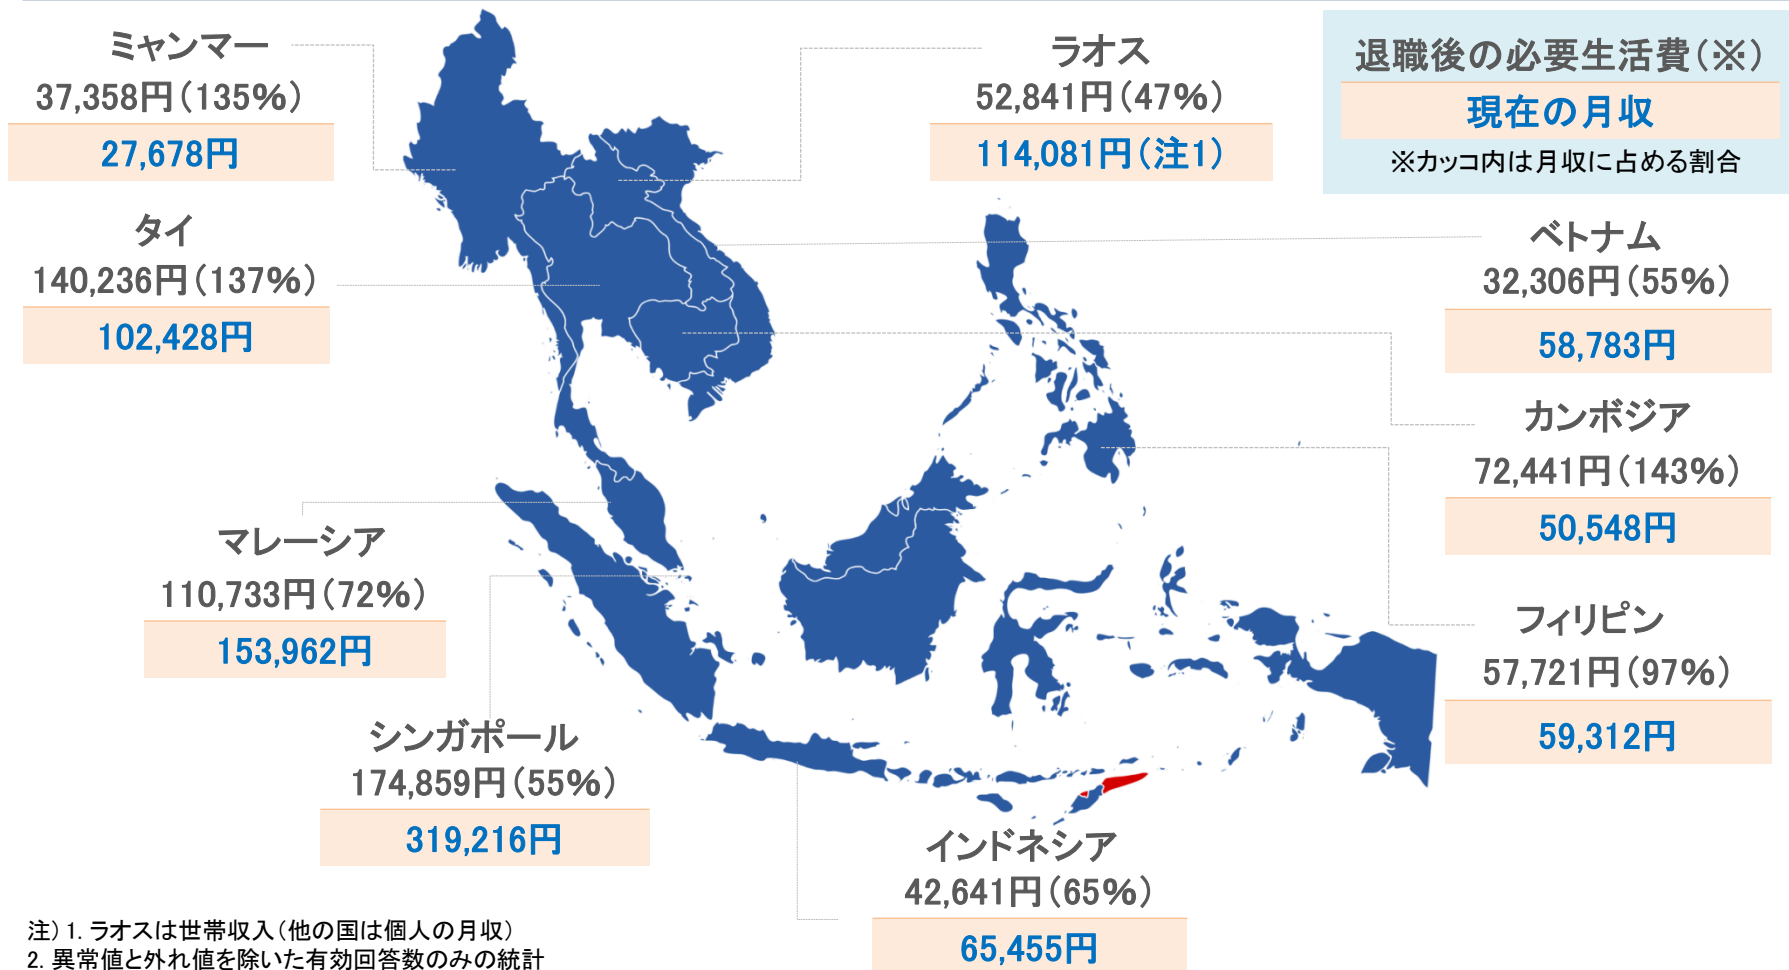 ミャンマー
37,358円（135%）
27,678円
ラオス
52,841円（47%）
114,081円（注1）
退職後の必要生活費（※）
現在の月収
※カッコ内は月収に占める割合
タイ
140,236円（137%）
102,428円
ベトナム
32,306円（55%）
58,783円
カンボジア
72,441円（143%）
50,548円
マレーシア
110,733円（72%）
153,962円
フィリピン
57,721円（97%）
59,312円
シンガポール
174,859円（55%）
319,216円
インドネシア
42,641円（65%）
65,455円
注）1. ラオスは世帯収入（他の国は個人の月収）
2. 異常値と外れ値を除いた有効回答数のみの統計